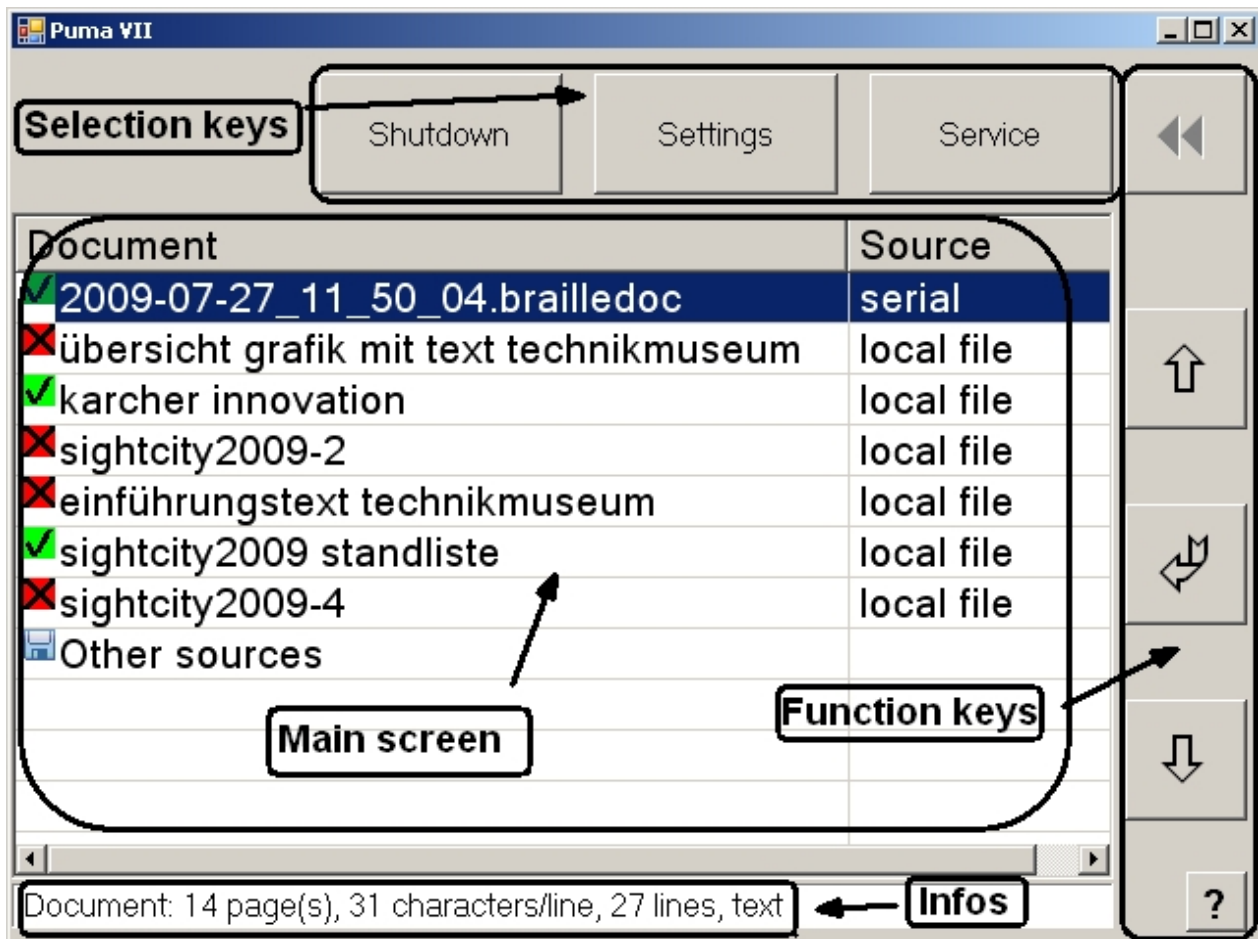 Puma VII
Selection keys
Shutdown Settings Service
Document Source
2009-07-27_11_50_04.brailledoc serial
übersicht grafik mit text technikmuseum local file
karcher innovation local file
sightcity2009-2 local file
einführungstext technikmuseum local file
sightcity2009 standliste local file
sightcity2009-4 local file
Other sources
Function keys
Main screen
Document: 14 page(s), 31 characters/line, 27 lines, text
Infos
?